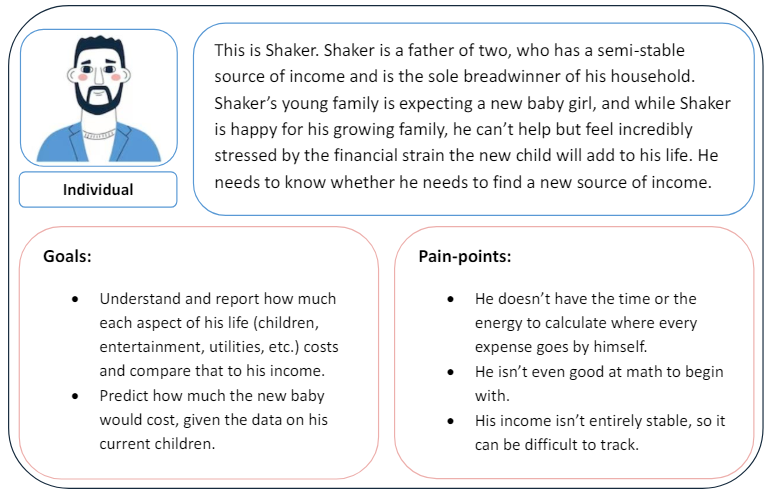 This is Shaker. Shaker is a father of two, who has a semi-stable
source of income and is the sole breadwinner of his household.
Shaker’s young family is expecting a new baby girl, and while Shaker
is happy for his growing family, he can’t help but feel incredibly
stressed by the financial strain the new child will add to his life. He
needs to know whether he needs to find a new source of income.
Individual
Goals:
• Understand and report how much
each aspect of his life (children,
entertainment, utilities, etc.) costs
and compare that to his income.
• Predict how much the new baby
would cost, given the data on his
current children.
Pain-points:
• He doesn’t have the time or the
energy to calculate where every
expense goes by himself.
• He isn’t even good at math to begin
with.
• His income isn’t entirely stable, so it
can be difficult to track.